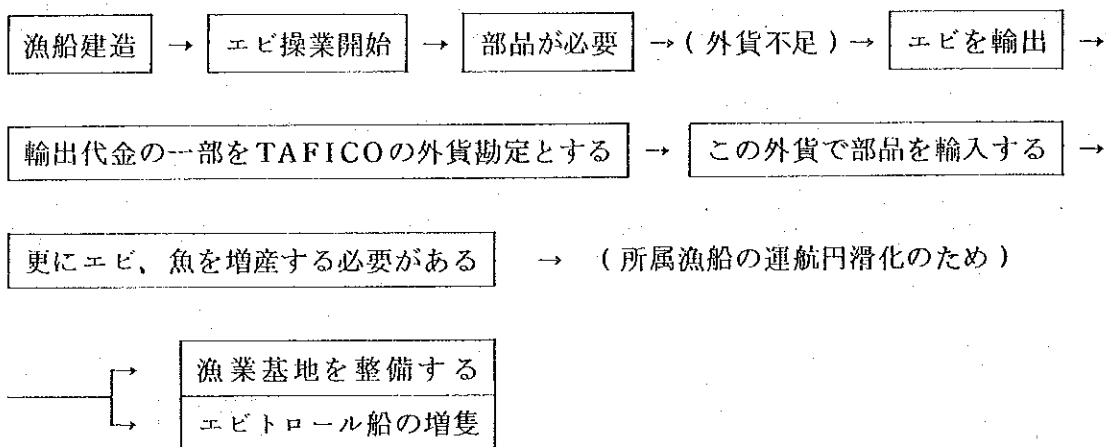 漁船建造 → エビ操業開始 → 部品が必要 →(外貨不足)→ エビを輸出 →
輸出代金の一部をTAFICOの外貨勘定とする → この外貨で部品を輸入する →
更にエビ、魚を増産する必要がある → (所属漁船の運航円滑化のため)
→ 漁業基地を整備する
→ エビトロール船の増隻